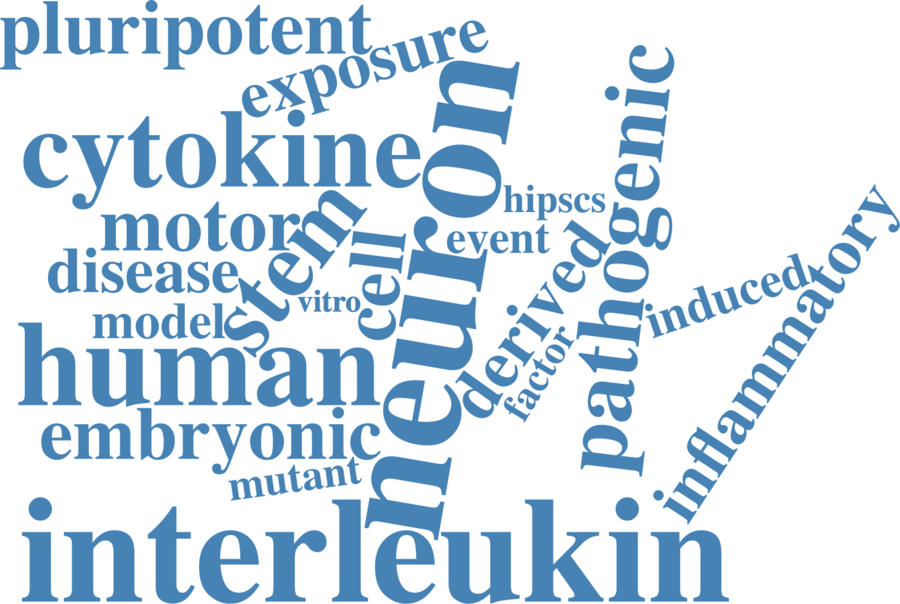 pluripotent
exposure
cytokine
neuron
pathogenic
hipscs
motor
stem
event
inflammatory
disease
cell
derived
induced
vitro
model
human
factor
embryonic
mutant
interleukin